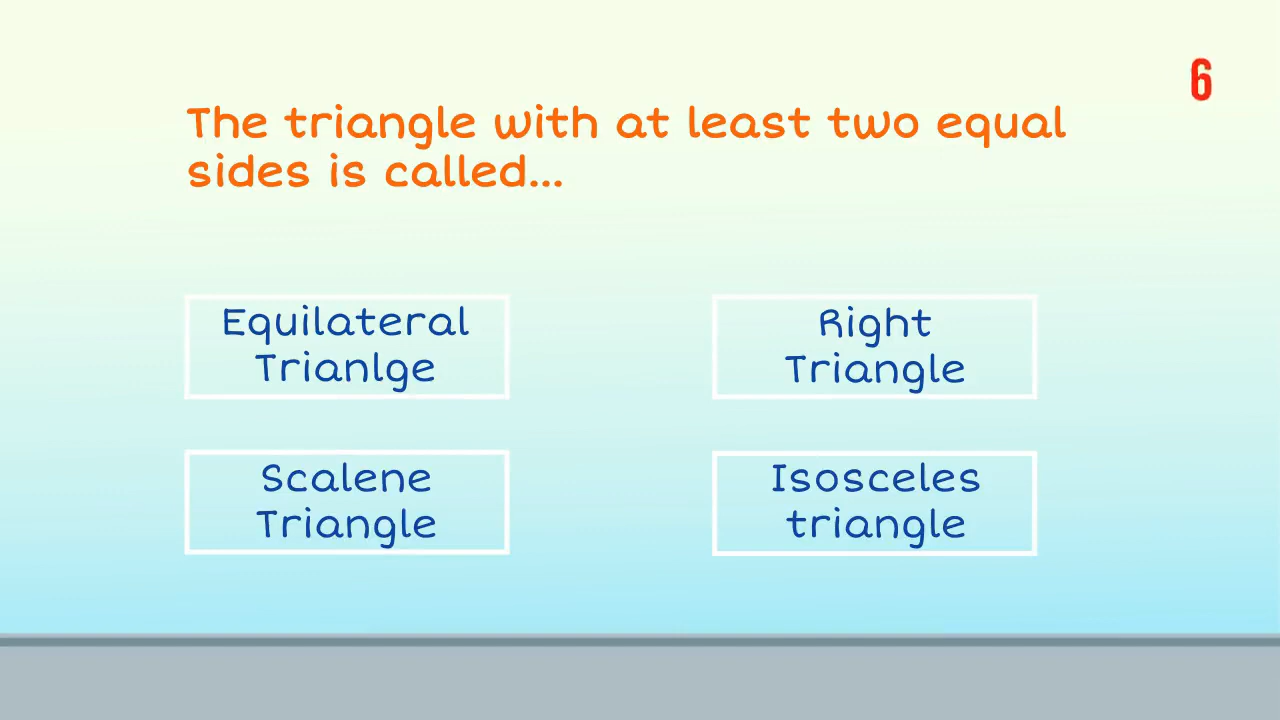 6
The triangle with at least two equal
sides is called...
Equilateral
Trianlge
Right
Triangle
Scalene
Triangle
Isosceles
triangle